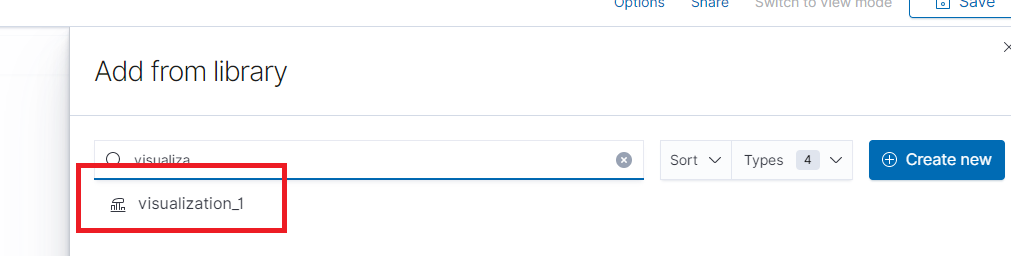 Options Share Switch to view mode Save
Add from library
visualiza Sort Types 4 Create new
visualization_1